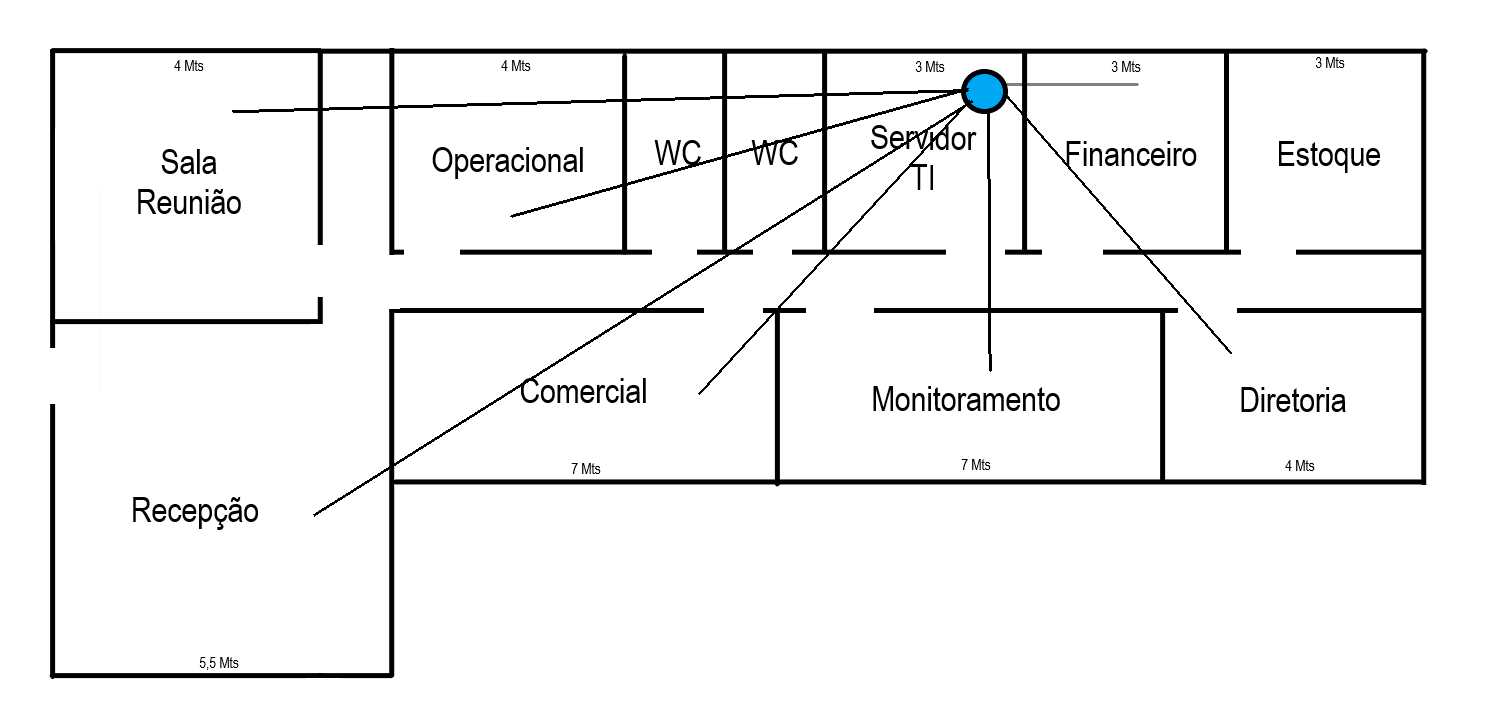 4 Mts
4 Mts
3 Mts
3 Mts
3 Mts
Sala
Reunião
Operacional
WC
WC
Servidor
TI
Financeiro
Estoque
Comercial
Monitoramento
Diretoria
7 Mts
7 Mts
4 Mts
Recepção
5,5 Mts